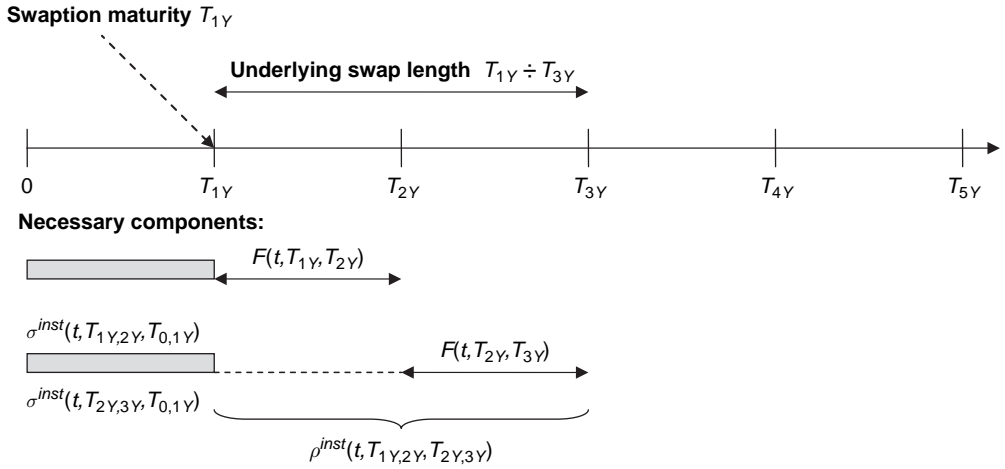 Swaption maturity T1Y
Underlying swap length T1Y ÷ T3Y
0 T1Y T2Y T3Y T4Y T5Y
Necessary components:
F(t,T1Y,T2Y)
σinst(t,T1Y,2Y,T0,1Y)
F(t,T2Y,T3Y)
σinst(t,T2Y,3Y,T0,1Y)
ρinst(t,T1Y,2Y,T2Y,3Y)